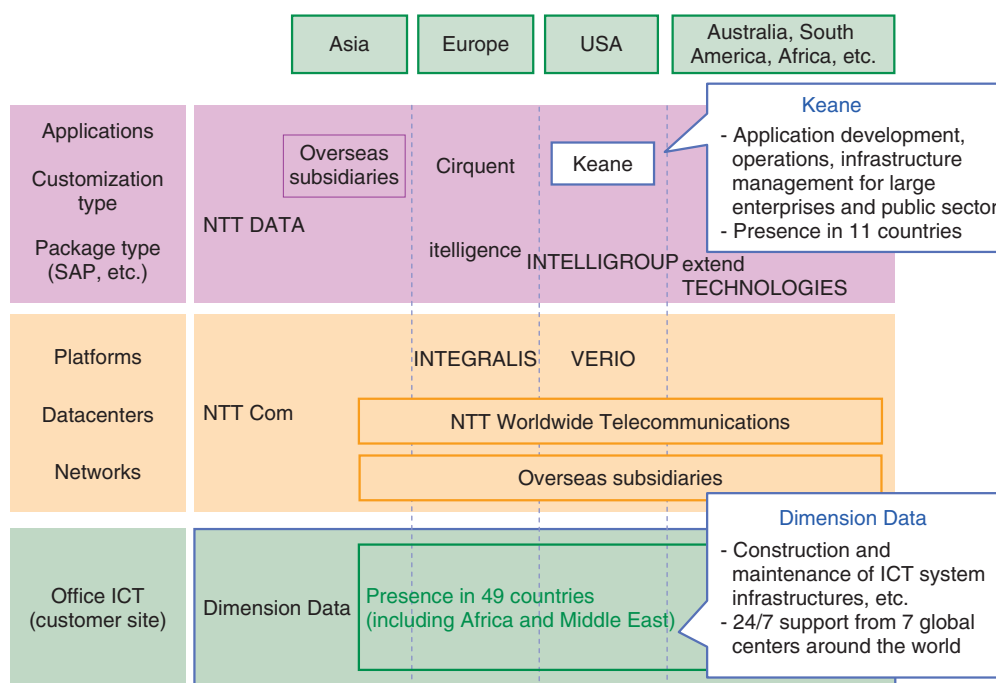 Asia
Europe
USA
Australia, South
America, Africa, etc.
Applications
Customization
type
Package type
(SAP, etc.)
NTT DATA
Overseas
subsidiaries
Cirquent
itelligence
Keane
INTELLIGROUP
extend
TECHNOLOGIES
Keane
- Application development,
operations, infrastructure
management for large
enterprises and public sector
- Presence in 11 countries
Platforms
Datacenters
Networks
NTT Com
INTEGRALIS
VERIO
NTT Worldwide Telecommunications
Overseas subsidiaries
Office ICT
(customer site)
Dimension Data
Presence in 49 countries
(including Africa and Middle East)
Dimension Data
- Construction and
maintenance of ICT system
infrastructures, etc.
- 24/7 support from 7 global
centers around the world